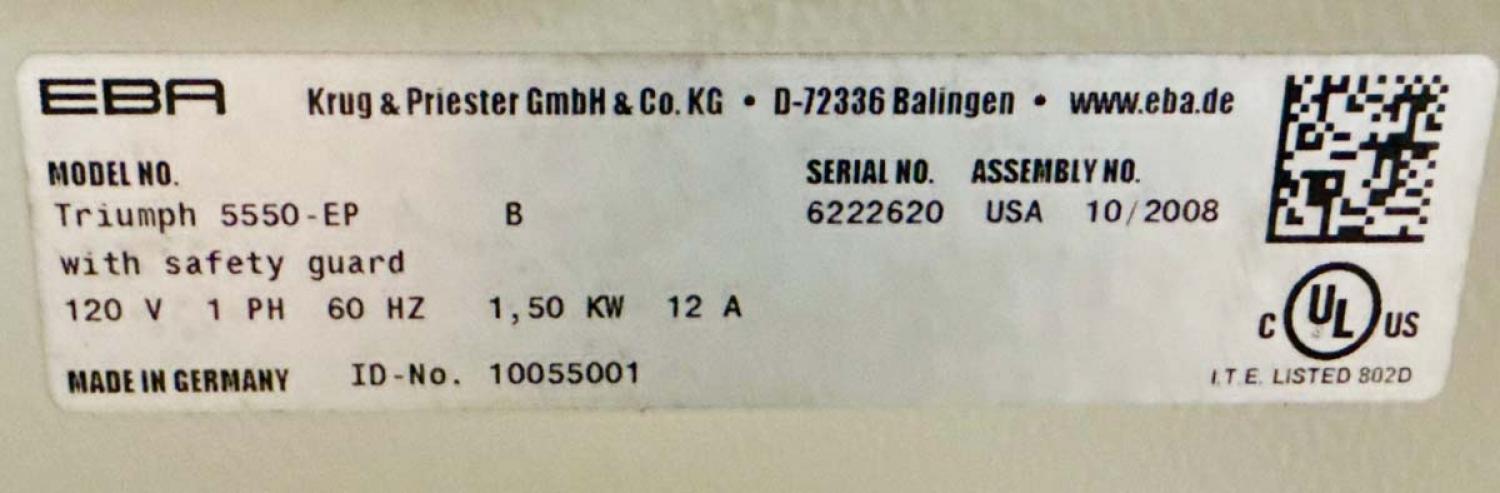 EBA Krug & Priester GmbH & Co. KG • D-72336 Balingen • www.eba.de
MODEL NO. SERIAL NO. ASSEMBLY NO.
Triumph 5550-EP B 6222620 USA 10/2008
with safety guard
120 V 1 PH 60 HZ 1,50 KW 12 A
C UL US
MADE IN GERMANY ID-No. 10055001
I.T.E. LISTED 802D